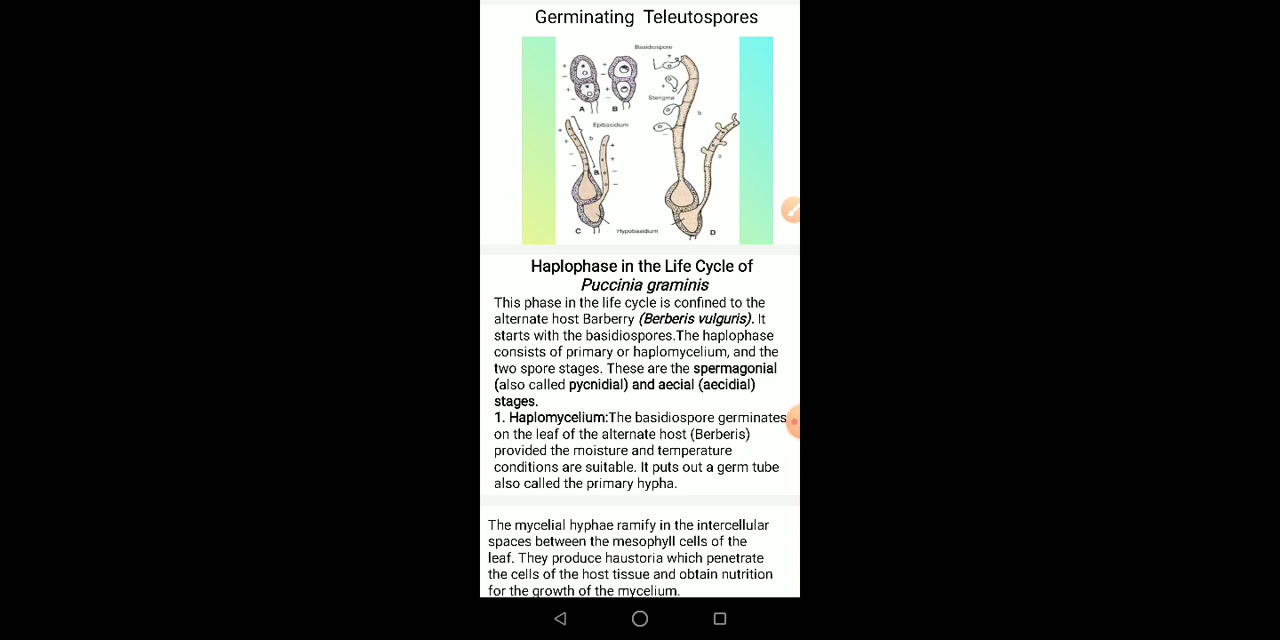 Germinating Teleutospores
Basidiospore
+
+ +
- -
+ + +
- -
Sterigma
A B
b
Epibasidium
+
+ b +
B
- +
- -
a
C Hypobasidium D
Haplophase in the Life Cycle of
Puccinia graminis
This phase in the life cycle is confined to the
alternate host Barberry (Berberis vulguris). It
starts with the basidiospores.The haplophase
consists of primary or haplomycelium, and the
two spore stages. These are the spermagonial
(also called pycnidial) and aecial (aecidial)
stages.
1. Haplomycelium:The basidiospore germinates
on the leaf of the alternate host (Berberis)
provided the moisture and temperature
conditions are suitable. It puts out a germ tube
also called the primary hypha.
The mycelial hyphae ramify in the intercellular
spaces between the mesophyll cells of the
leaf. They produce haustoria which penetrate
the cells of the host tissue and obtain nutrition
for the growth of the mycelium.